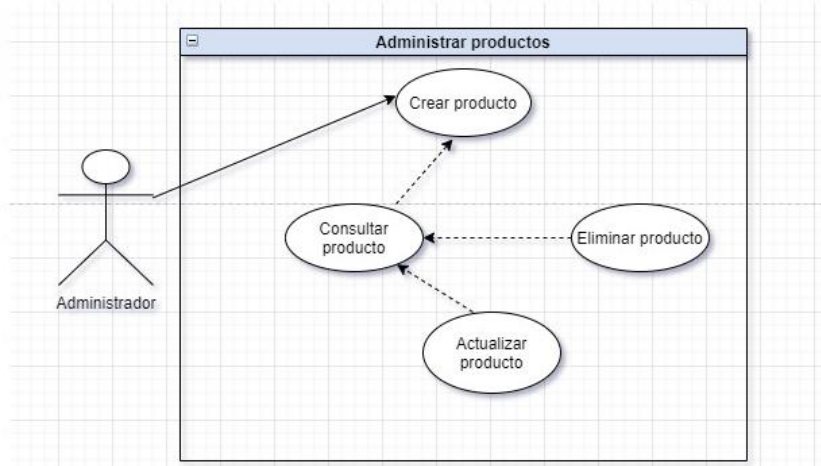 Administrar productos
Crear producto
Consultar
producto
Eliminar producto
Administrador
Actualizar
producto